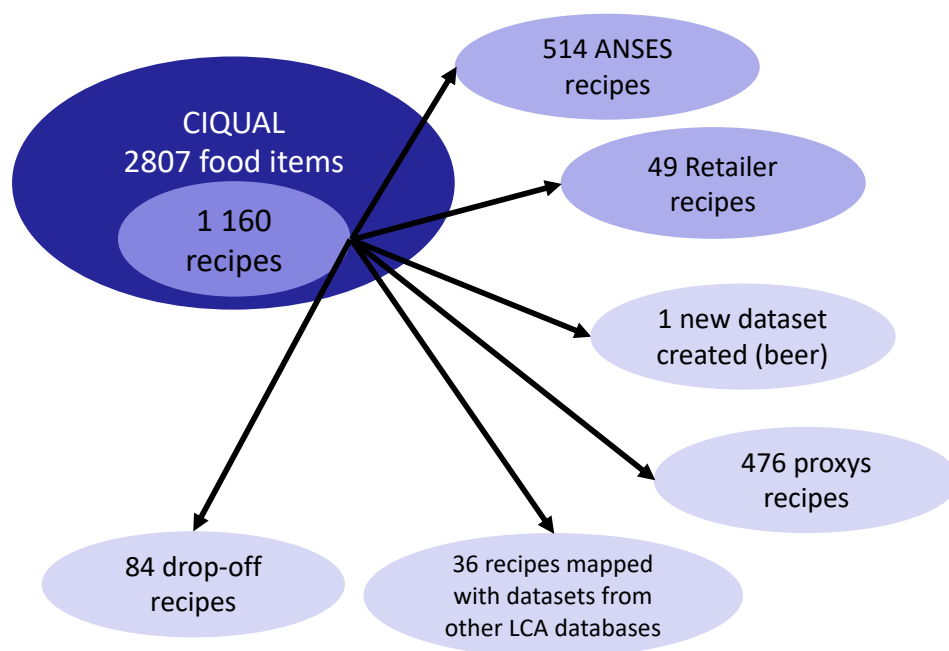 514 ANSES
recipes
CIQUAL
2807 food items
1 160
recipes
49 Retailer
recipes
1 new dataset
created (beer)
476 proxys
recipes
84 drop-off
recipes
36 recipes mapped
with datasets from
other LCA databases